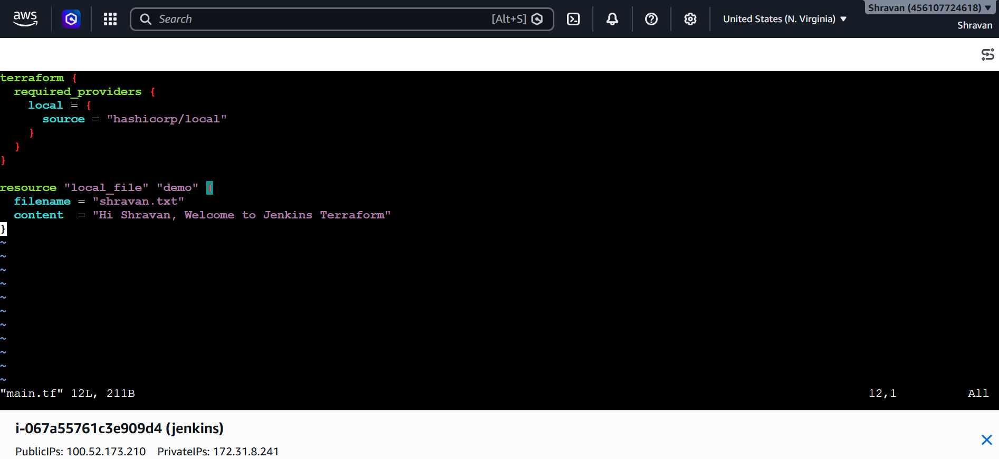 aws
Search
[Alt+S]
United States (N. Virginia)
Shravan (456107724618)
Shravan
terraform {
  required_providers {
    local = {
      source = "hashicorp/local"
    }
  }
}

resource "local_file" "demo" {
  filename = "shravan.txt"
  content  = "Hi Shravan, Welcome to Jenkins Terraform"
}
~
~
~
~
~
~
~
~
~
~
~
"main.tf" 12L, 211B 12,1 All
i-067a55761c3e909d4 (jenkins)
PublicIPs: 100.52.173.210 PrivateIPs: 172.31.8.241